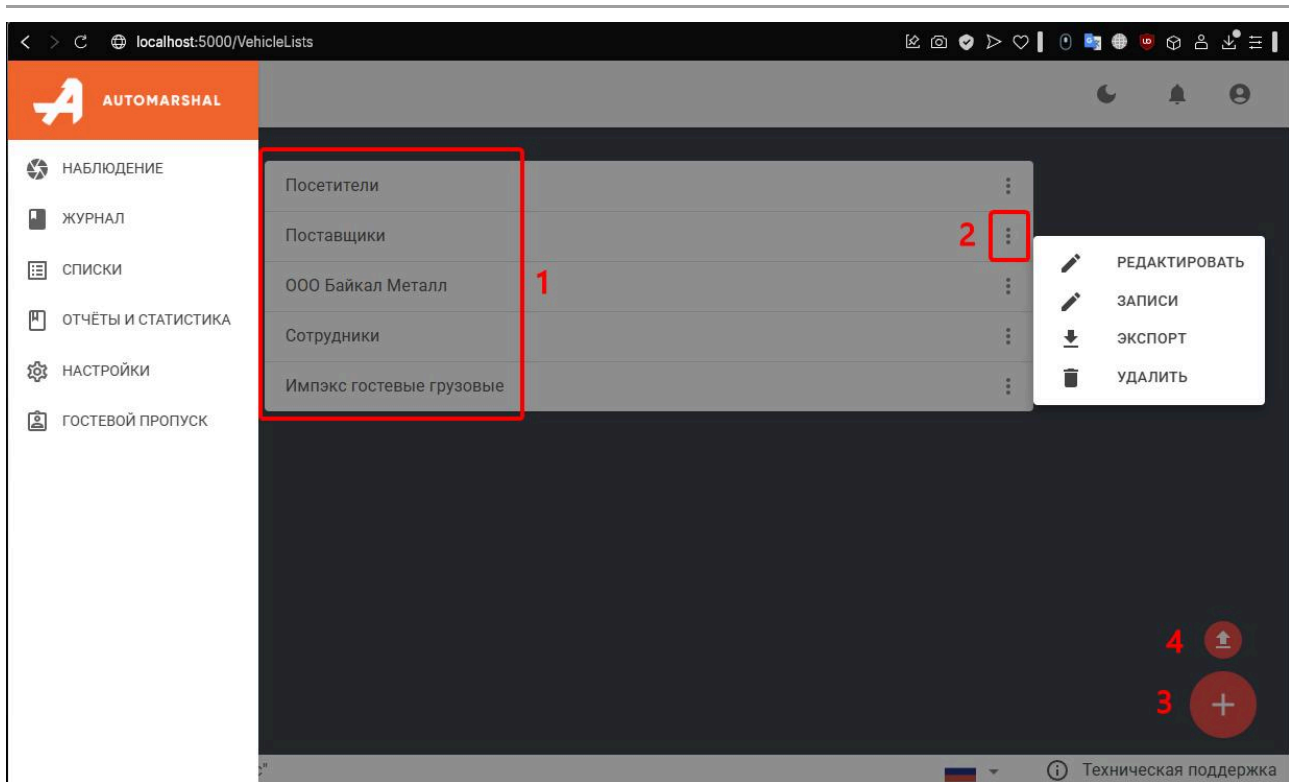 localhost:5000/VehicleLists
AUTOMARSHAL
НАБЛЮДЕНИЕ
ЖУРНАЛ
СПИСКИ
ОТЧЁТЫ И СТАТИСТИКА
НАСТРОЙКИ
ГОСТЕВОЙ ПРОПУСК
Посетители
Поставщики
ООО Байкал Металл
Сотрудники
Импэкс гостевые грузовые
1
2
РЕДАКТИРОВАТЬ
ЗАПИСИ
ЭКСПОРТ
УДАЛИТЬ
4
3
Техническая поддержка